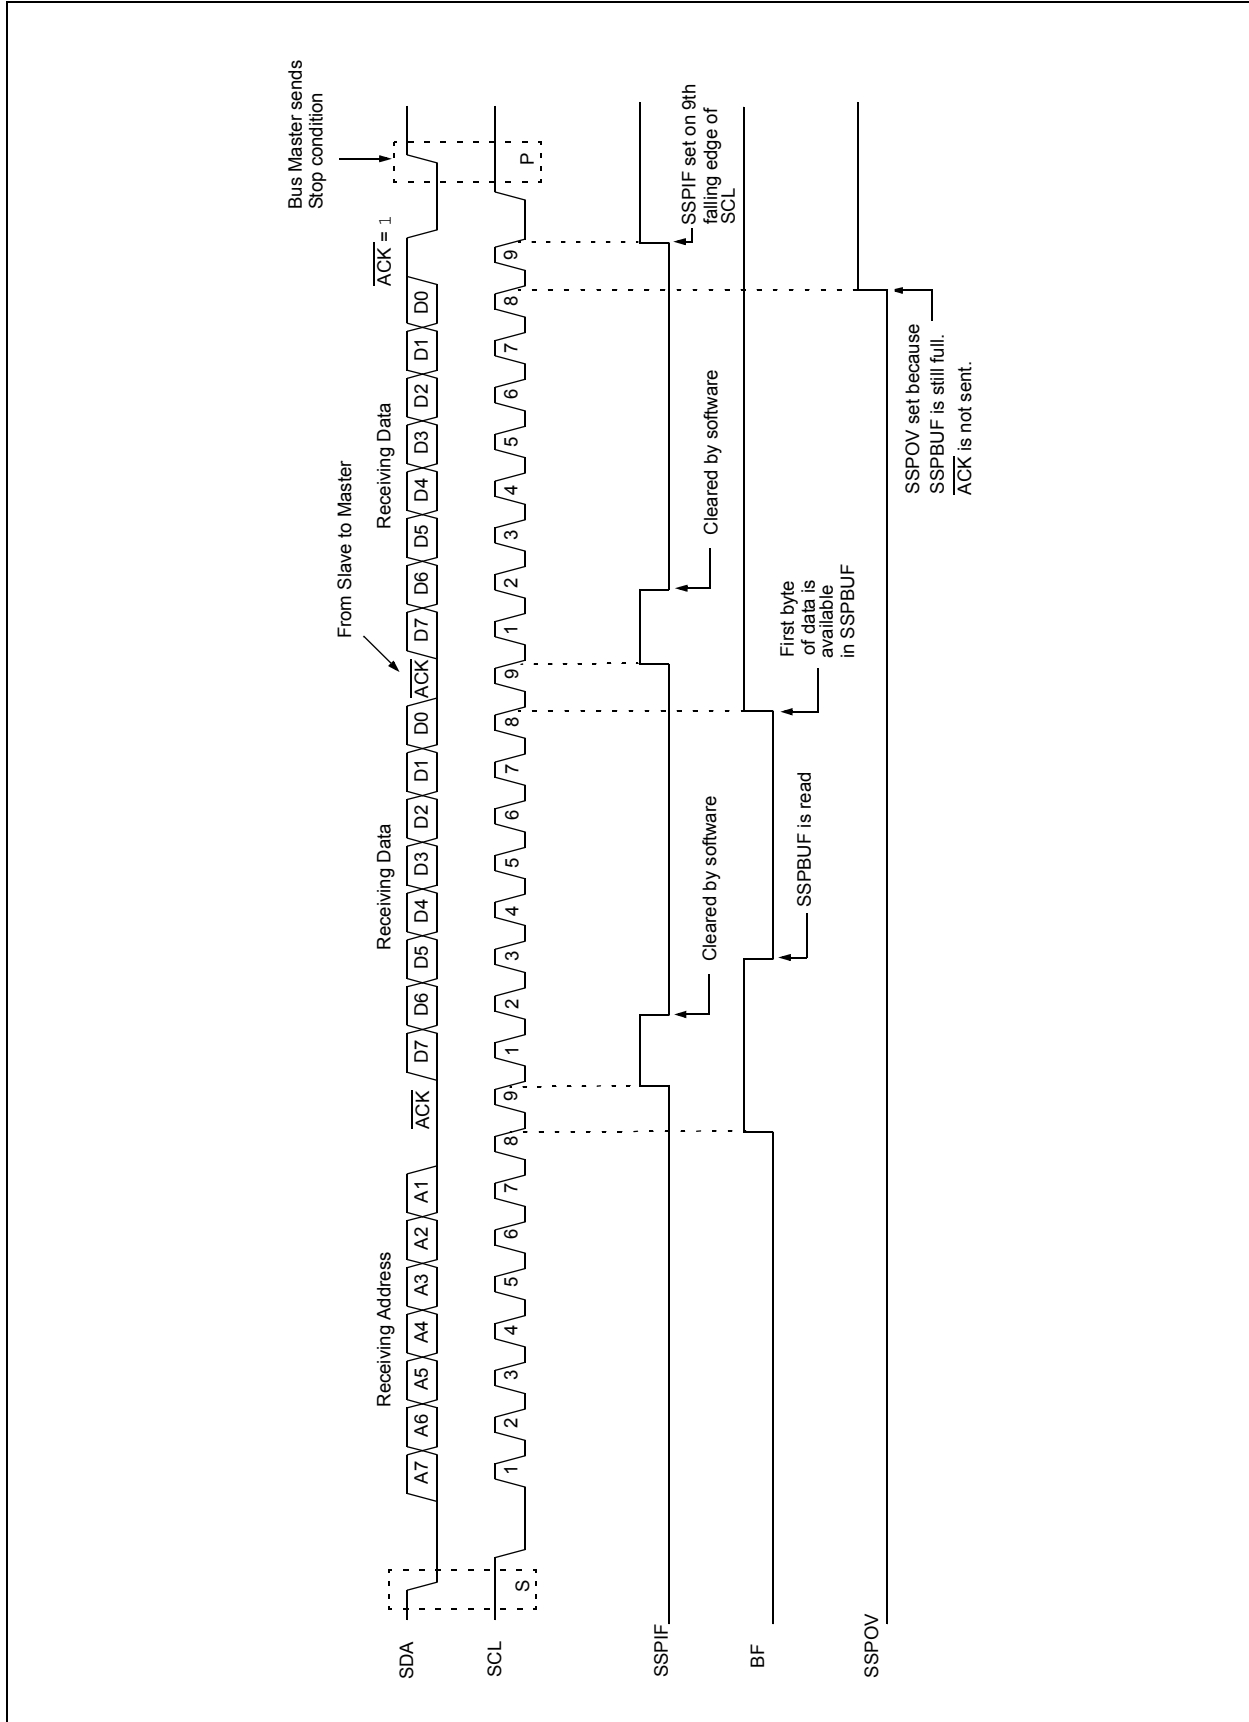 Bus Master sends
Stop condition
From Slave to Master
Receiving Address
Receiving Data
Receiving Data
ACK = 1
SDA
A7 A6 A5 A4 A3 A2 A1 ACK D7 D6 D5 D4 D3 D2 D1 D0 ACK D7 D6 D5 D4 D3 D2 D1 D0
SCL
S 1 2 3 4 5 6 7 8 9 1 2 3 4 5 6 7 8 9 1 2 3 4 5 6 7 8 9 P
SSPIF
Cleared by software
Cleared by software
SSPIF set on 9th
falling edge of
SCL
BF
SSPBUF is read
First byte
of data is
available
in SSPBUF
SSPOV
SSPOV set because
SSPBUF is still full.
ACK is not sent.